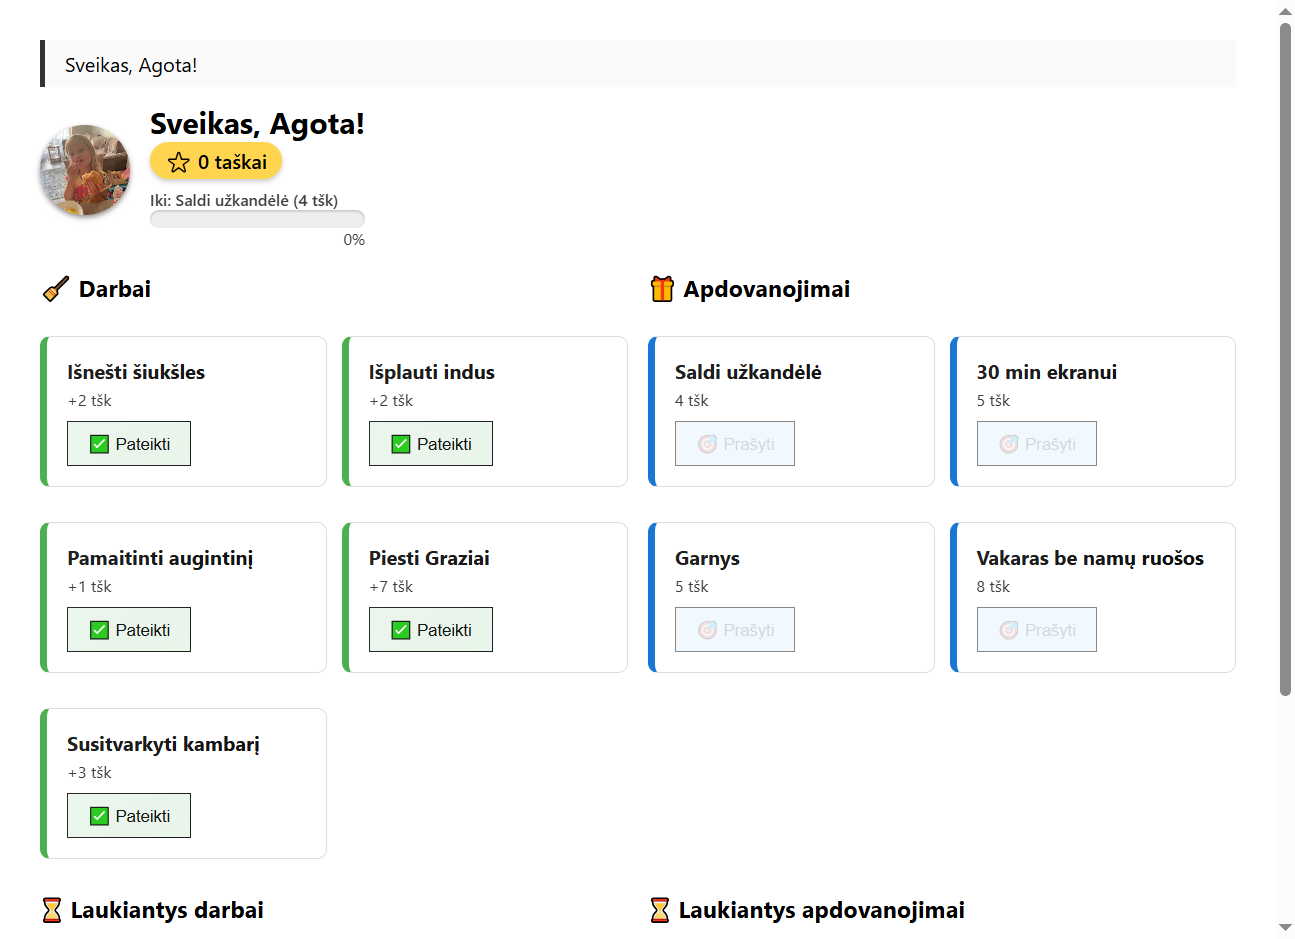 Sveikas, Agota!
Sveikas, Agota!
0 taškai
Iki: Saldi užkandėlė (4 tšk)
0%
Darbai
Išnešti šiukšles
+2 tšk
Pateikti
Išplauti indus
+2 tšk
Pateikti
Pamaitinti augintinį
+1 tšk
Pateikti
Piesti Graziai
+7 tšk
Pateikti
Susitvarkyti kambarį
+3 tšk
Pateikti
Apdovanojimai
Saldi užkandėlė
4 tšk
Prašyti
30 min ekranui
5 tšk
Prašyti
Garnys
5 tšk
Prašyti
Vakaras be namų ruošos
8 tšk
Prašyti
Laukiantys darbai
Laukiantys apdovanojimai